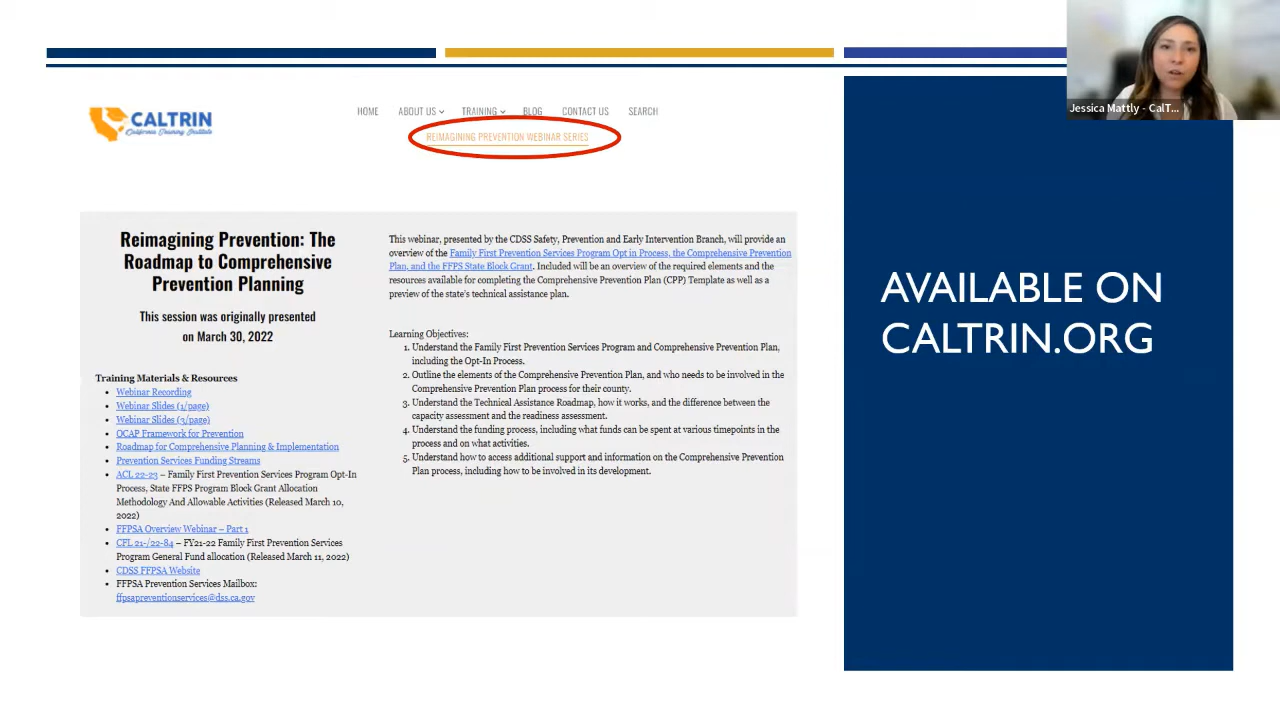 Jessica Mattly - CalT...
CALTRIN
California Training Institute
HOME ABOUT US TRAINING BLOG CONTACT US SEARCH
REIMAGINING PREVENTION WEBINAR SERIES
Reimagining Prevention: The
Roadmap to Comprehensive
Prevention Planning
This session was originally presented
on March 30, 2022
Training Materials & Resources
Webinar Recording
Webinar Slides (1/page)
Webinar Slides (3/page)
OCAP Framework for Prevention
Roadmap for Comprehensive Planning & Implementation
Prevention Services Funding Streams
ACL 22-23 – Family First Prevention Services Program Opt-In
Process, State FFPS Program Block Grant Allocation
Methodology And Allowable Activities (Released March 10,
2022)
FFPSA Overview Webinar – Part 1
CFL 21-/22-84 – FY21-22 Family First Prevention Services
Program General Fund allocation (Released March 11, 2022)
CDSS FFPSA Website
FFPSA Prevention Services Mailbox:
ffpsapreventionservices@dss.ca.gov
This webinar, presented by the CDSS Safety, Prevention and Early Intervention Branch, will provide an
overview of the Family First Prevention Services Program Opt in Process, the Comprehensive Prevention
Plan, and the FFPS State Block Grant. Included will be an overview of the required elements and the
resources available for completing the Comprehensive Prevention Plan (CPP) Template as well as a
preview of the state's technical assistance plan.
Learning Objectives:
1. Understand the Family First Prevention Services Program and Comprehensive Prevention Plan,
including the Opt-In Process.
2. Outline the elements of the Comprehensive Prevention Plan, and who needs to be involved in the
Comprehensive Prevention Plan process for their county.
3. Understand the Technical Assistance Roadmap, how it works, and the difference between the
capacity assessment and the readiness assessment.
4. Understand the funding process, including what funds can be spent at various timepoints in the
process and on what activities.
5. Understand how to access additional support and information on the Comprehensive Prevention
Plan process, including how to be involved in its development.
AVAILABLE ON
CALTRIN.ORG